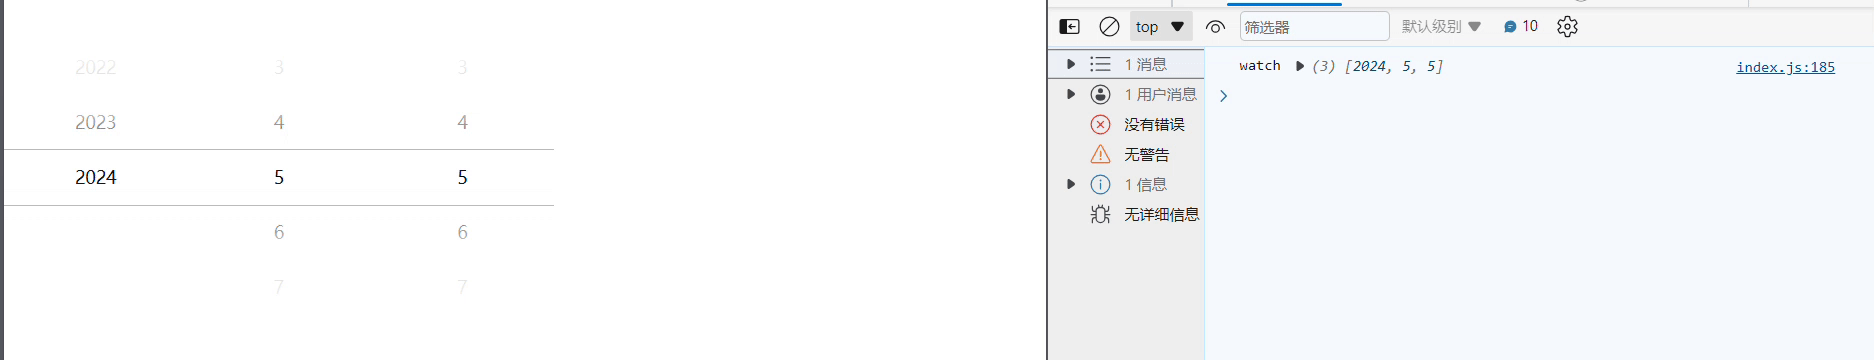 2022 3 3
2023 4 4
2024 5 5
6 6
7 7
top 筛选器 默认级别 10
1 消息
1 用户消息
没有错误
无警告
1 信息
无详细信息
watch (3) [2024, 5, 5] index.js:185